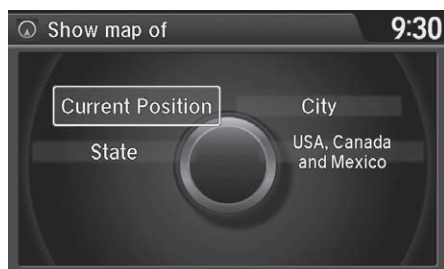 Show map of
9:30
Current Position
City
State
USA, Canada
and Mexico